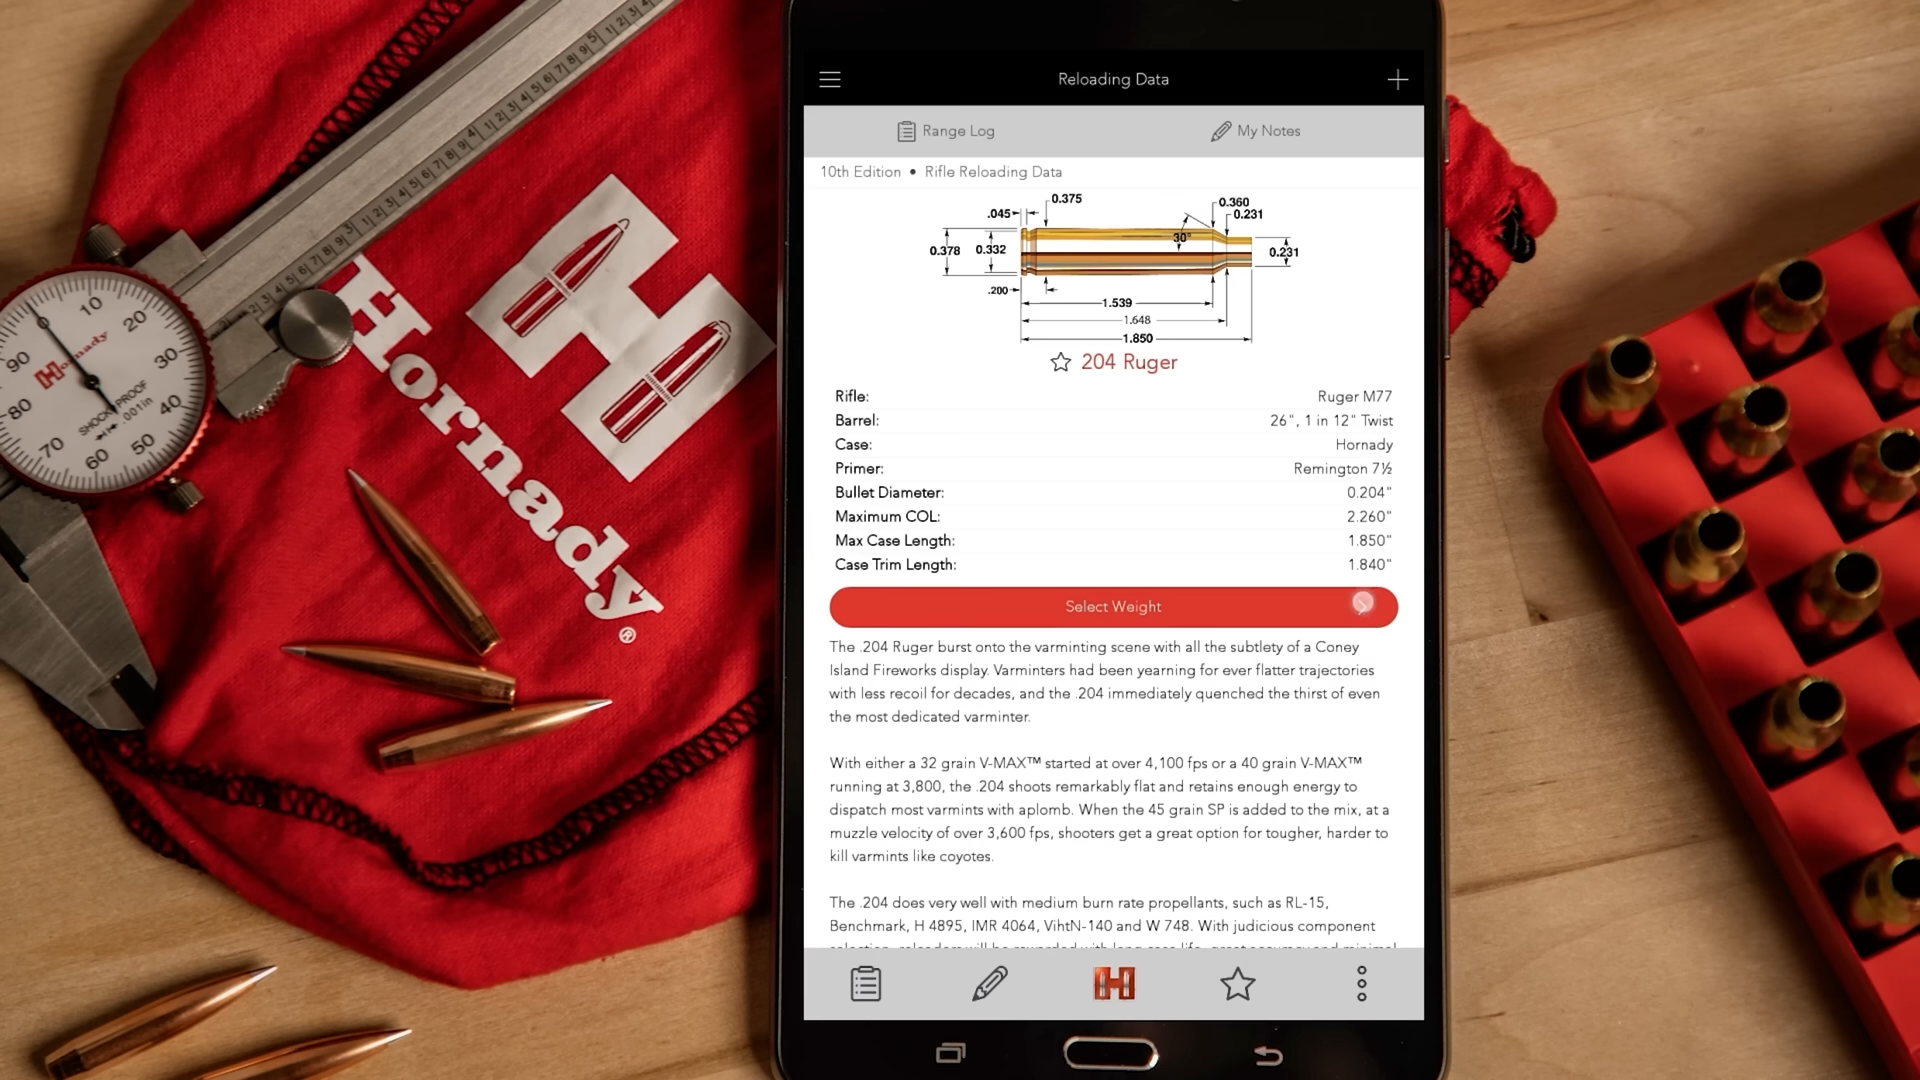 Reloading Data
Range Log
My Notes
10th Edition • Rifle Reloading Data
0.375
0.360
.045
0.231
30°
0.378
0.332
0.231
.200
1.539
1.648
1.850
204 Ruger
Rifle: Ruger M77
Barrel: 26", 1 in 12" Twist
Case: Hornady
Primer: Remington 7½
Bullet Diameter: 0.204"
Maximum COL: 2.260"
Max Case Length: 1.850"
Case Trim Length: 1.840"
Select Weight
The .204 Ruger burst onto the varminting scene with all the subtlety of a Coney
Island Fireworks display. Varminters had been yearning for ever flatter trajectories
with less recoil for decades, and the .204 immediately quenched the thirst of even
the most dedicated varminter.
With either a 32 grain V-MAX™ started at over 4,100 fps or a 40 grain V-MAX™
running at 3,800, the .204 shoots remarkably flat and retains enough energy to
dispatch most varmints with aplomb. When the 45 grain SP is added to the mix, at a
muzzle velocity of over 3,600 fps, shooters get a great option for tougher, harder to
kill varmints like coyotes.
The .204 does very well with medium burn rate propellants, such as RL-15,
Benchmark, H 4895, IMR 4064, VihtN-140 and W 748. With judicious component
H
Hornady®
0
10
20
30
40
50
60
70
80
90
Hornady
SHOCKPROOF
.001in